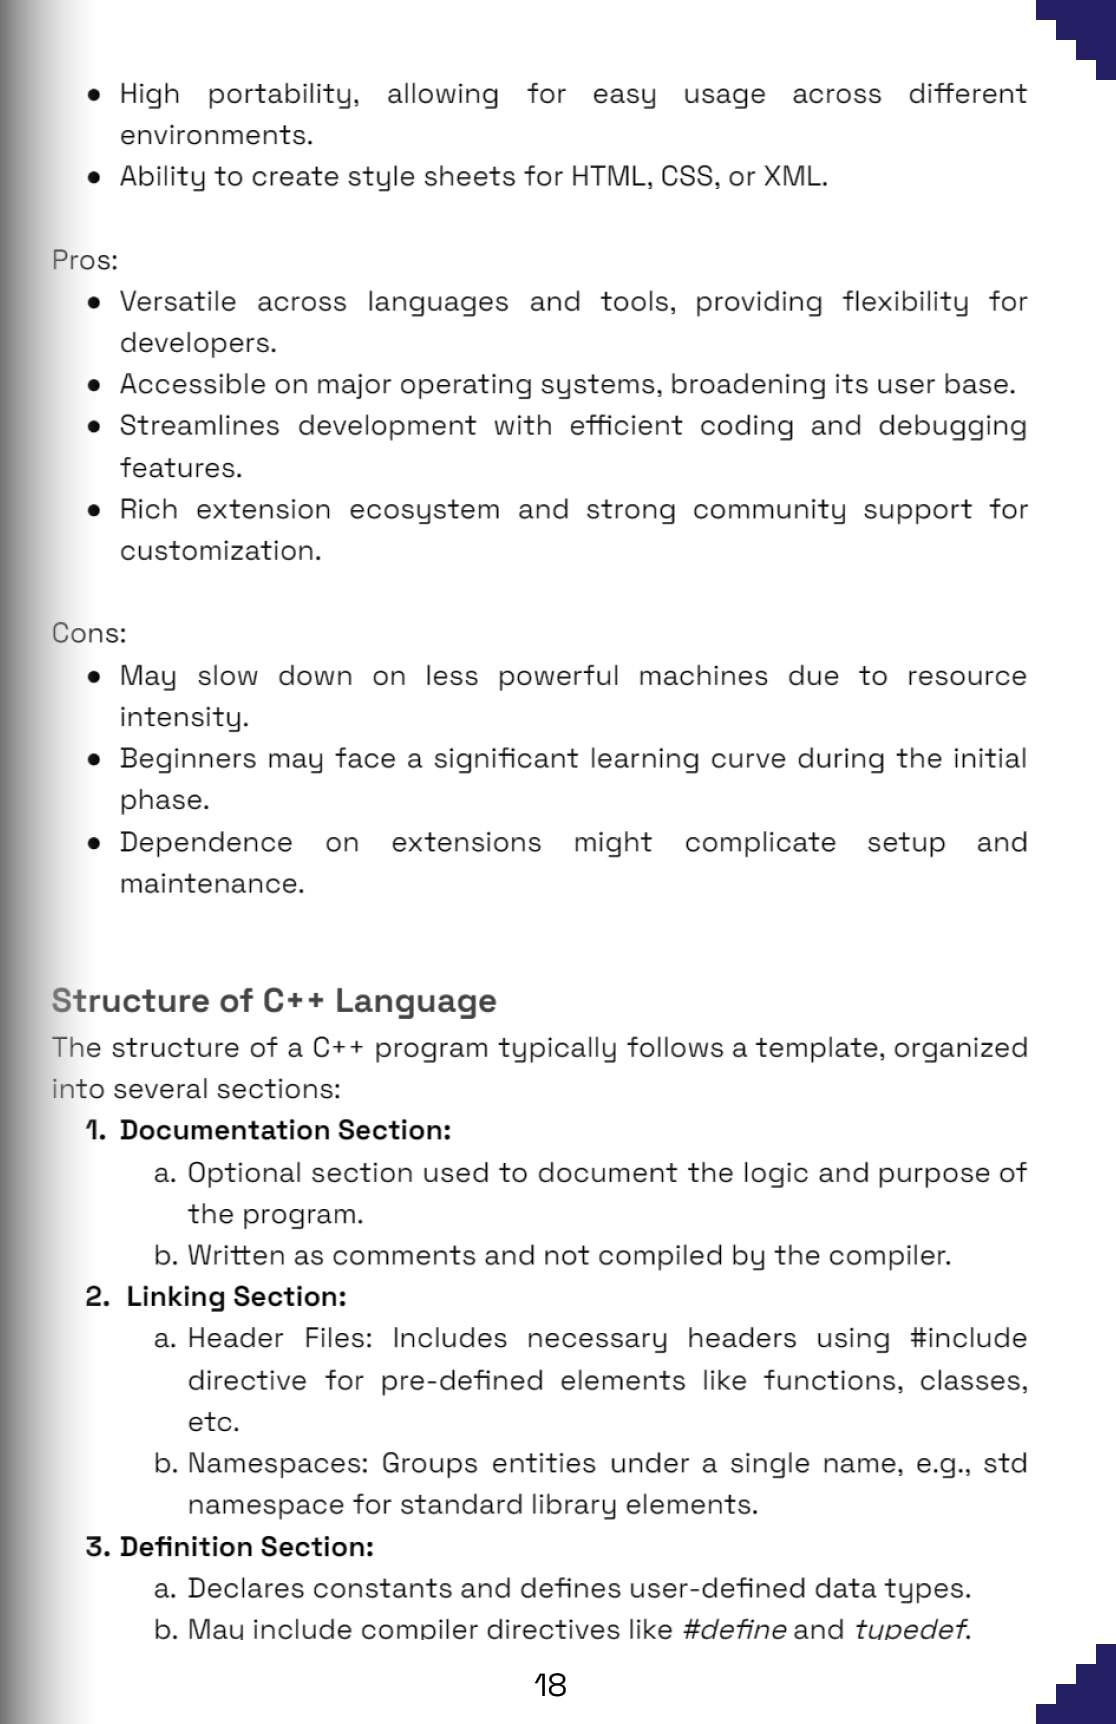 • High portability, allowing for easy usage across different
environments.
• Ability to create style sheets for HTML, CSS, or XML.
Pros:
• Versatile across languages and tools, providing flexibility for
developers.
• Accessible on major operating systems, broadening its user base.
• Streamlines development with efficient coding and debugging
features.
• Rich extension ecosystem and strong community support for
customization.
Cons:
• May slow down on less powerful machines due to resource
intensity.
• Beginners may face a significant learning curve during the initial
phase.
• Dependence on extensions might complicate setup and
maintenance.
Structure of C++ Language
The structure of a C++ program typically follows a template, organized
into several sections:
1. Documentation Section:
a. Optional section used to document the logic and purpose of
the program.
b. Written as comments and not compiled by the compiler.
2. Linking Section:
a. Header Files: Includes necessary headers using #include
directive for pre-defined elements like functions, classes,
etc.
b. Namespaces: Groups entities under a single name, e.g., std
namespace for standard library elements.
3. Definition Section:
a. Declares constants and defines user-defined data types.
b. May include compiler directives like #define and typedef.
18